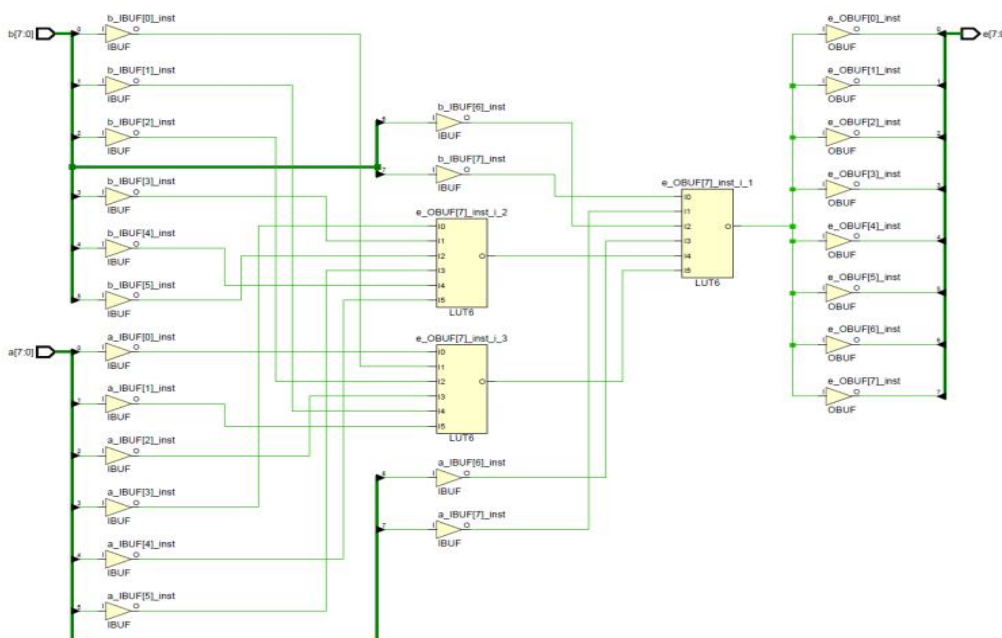 b[7:0]
b_IBUF[0]_inst
I
O
IBUF
b_IBUF[1]_inst
I
O
IBUF
b_IBUF[2]_inst
I
O
IBUF
b_IBUF[3]_inst
I
O
IBUF
b_IBUF[4]_inst
I
O
IBUF
b_IBUF[5]_inst
I
O
IBUF
a[7:0]
a_IBUF[0]_inst
I
O
IBUF
a_IBUF[1]_inst
I
O
IBUF
a_IBUF[2]_inst
I
O
IBUF
a_IBUF[3]_inst
I
O
IBUF
a_IBUF[4]_inst
I
O
IBUF
a_IBUF[5]_inst
I
O
b_IBUF[6]_inst
I
O
IBUF
b_IBUF[7]_inst
I
O
IBUF
e_OBUF[7]_inst_i_2
I0
I1
I2
I3
I4
I5
O
LUT6
e_OBUF[7]_inst_i_3
I0
I1
I2
I3
I4
I5
O
LUT6
a_IBUF[6]_inst
I
O
IBUF
a_IBUF[7]_inst
I
O
IBUF
e_OBUF[7]_inst_i_1
I0
I1
I2
I3
I4
I5
O
LUT6
e_OBUF[0]_inst
I
O
OBUF
e_OBUF[1]_inst
I
O
OBUF
e_OBUF[2]_inst
I
O
OBUF
e_OBUF[3]_inst
I
O
OBUF
e_OBUF[4]_inst
I
O
OBUF
e_OBUF[5]_inst
I
O
OBUF
e_OBUF[6]_inst
I
O
OBUF
e_OBUF[7]_inst
I
O
OBUF
e[7:0